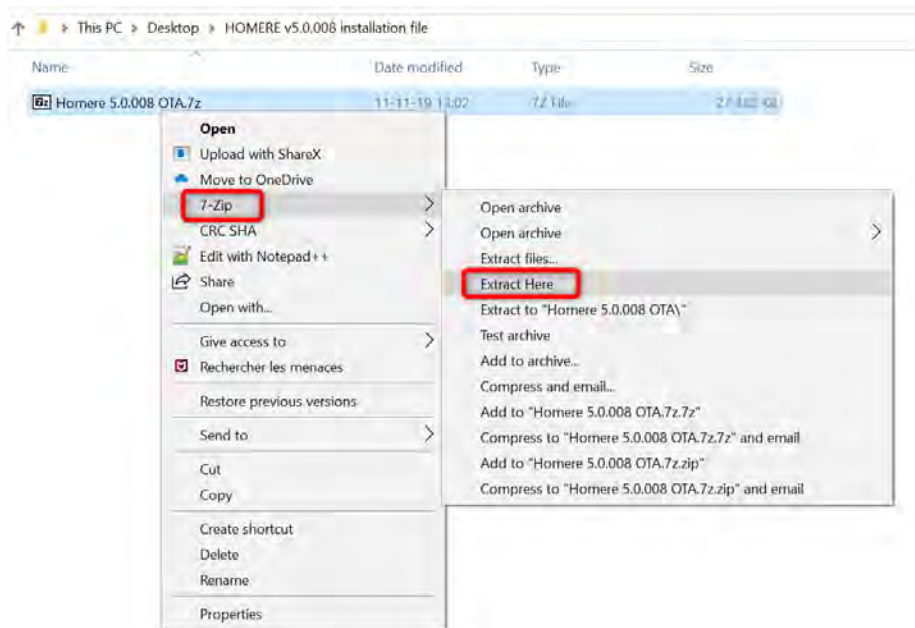 This PC > Desktop > HOMERE v5.0.008 installation file
Name Date modified Type Size
Homere 5.0.008 OTA.7z 11-11-19 13:02 7Z File
Open
Upload with ShareX
Move to OneDrive
7-Zip
CRC SHA
Edit with Notepad++
Share
Open with...
Give access to
Rechercher les menaces
Restore previous versions
Send to
Cut
Copy
Create shortcut
Delete
Rename
Properties
Open archive
Open archive
Extract files...
Extract Here
Extract to "Homere 5.0.008 OTA\"
Test archive
Add to archive...
Compress and email...
Add to "Homere 5.0.008 OTA.7z.7z"
Compress to "Homere 5.0.008 OTA.7z.7z" and email
Add to "Homere 5.0.008 OTA.7z.zip"
Compress to "Homere 5.0.008 OTA.7z.zip" and email